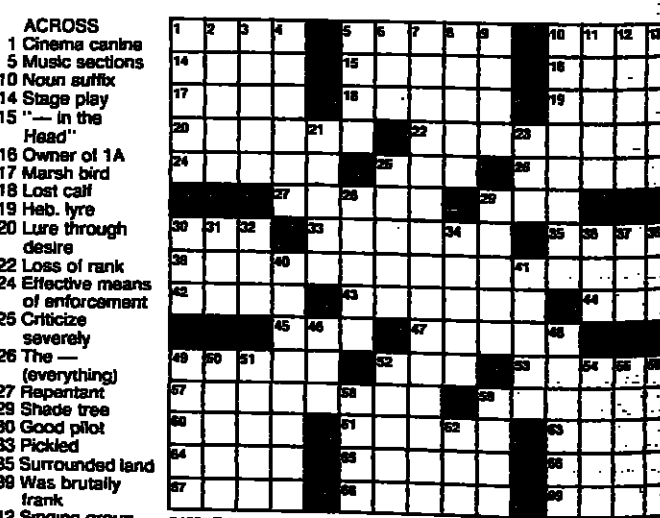 ACROSS
1 Cinema canine
5 Music sections
10 Noun suffix
14 Stage play
15 "— in the
Head"
16 Owner of 1A
17 Marsh bird
18 Lost calf
19 Heb. lyre
20 Lure through
desire
22 Loss of rank
24 Effective means
of enforcement
25 Criticize
severely
26 The —
(everything)
27 Repentant
29 Shade tree
30 Good pilot
33 Pickled
35 Surrounded land
39 Was brutally
frank
42 Singing group
1 2 3 4 5 6 7 8 9 10 11 12 13
14 15 16
17 18 19
20 21 22 23
24 25 26
27 28 29
30 31 32 33 34 35 36 37 38
39 40 41
42 43 44
45 46 47 48
49 50 51 52 53 54 55 56
57 58 59
60 61 62 63
64 65 66
67 68 69